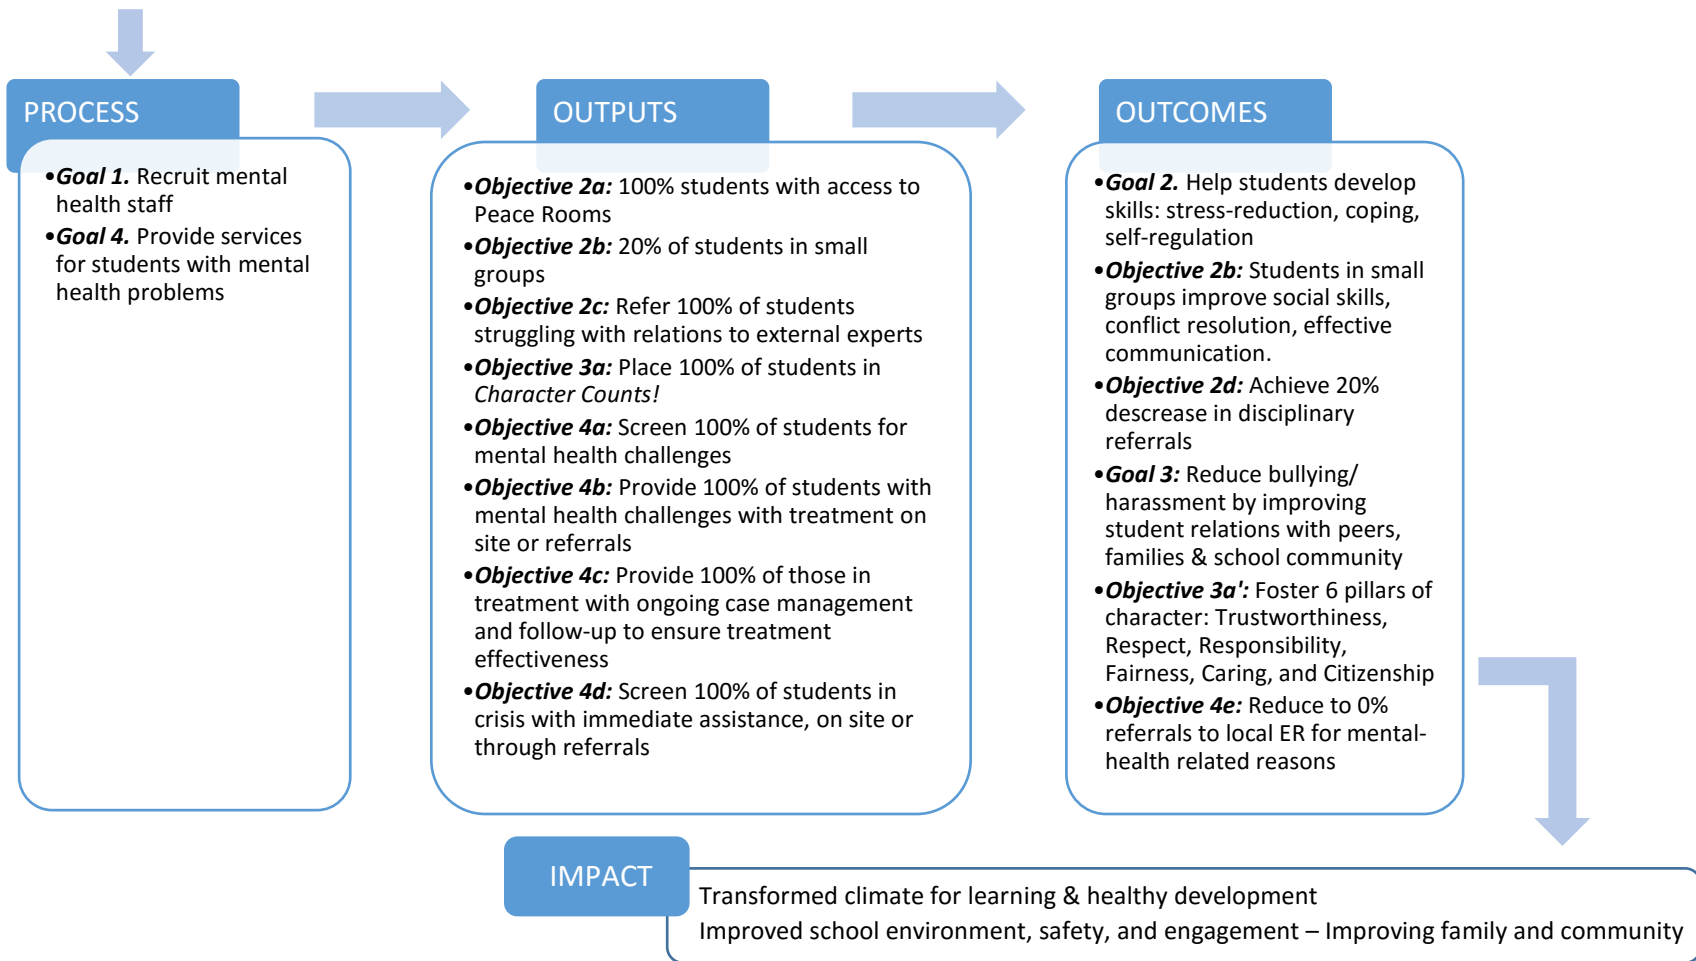 PROCESS
•Goal 1. Recruit mental
health staff
•Goal 4. Provide services
for students with mental
health problems
OUTPUTS
•Objective 2a: 100% students with access to
Peace Rooms
•Objective 2b: 20% of students in small
groups
•Objective 2c: Refer 100% of students
struggling with relations to external experts
•Objective 3a: Place 100% of students in
Character Counts!
•Objective 4a: Screen 100% of students for
mental health challenges
•Objective 4b: Provide 100% of students with
mental health challenges with treatment on
site or referrals
•Objective 4c: Provide 100% of those in
treatment with ongoing case management
and follow-up to ensure treatment
effectiveness
•Objective 4d: Screen 100% of students in
crisis with immediate assistance, on site or
through referrals
OUTCOMES
•Goal 2. Help students develop
skills: stress-reduction, coping,
self-regulation
•Objective 2b: Students in small
groups improve social skills,
conflict resolution, effective
communication.
•Objective 2d: Achieve 20%
descrease in disciplinary
referrals
•Goal 3: Reduce bullying/
harassment by improving
student relations with peers,
families & school community
•Objective 3a': Foster 6 pillars of
character: Trustworthiness,
Respect, Responsibility,
Fairness, Caring, and Citizenship
•Objective 4e: Reduce to 0%
referrals to local ER for mental-
health related reasons
IMPACT
Transformed climate for learning & healthy development
Improved school environment, safety, and engagement – Improving family and community